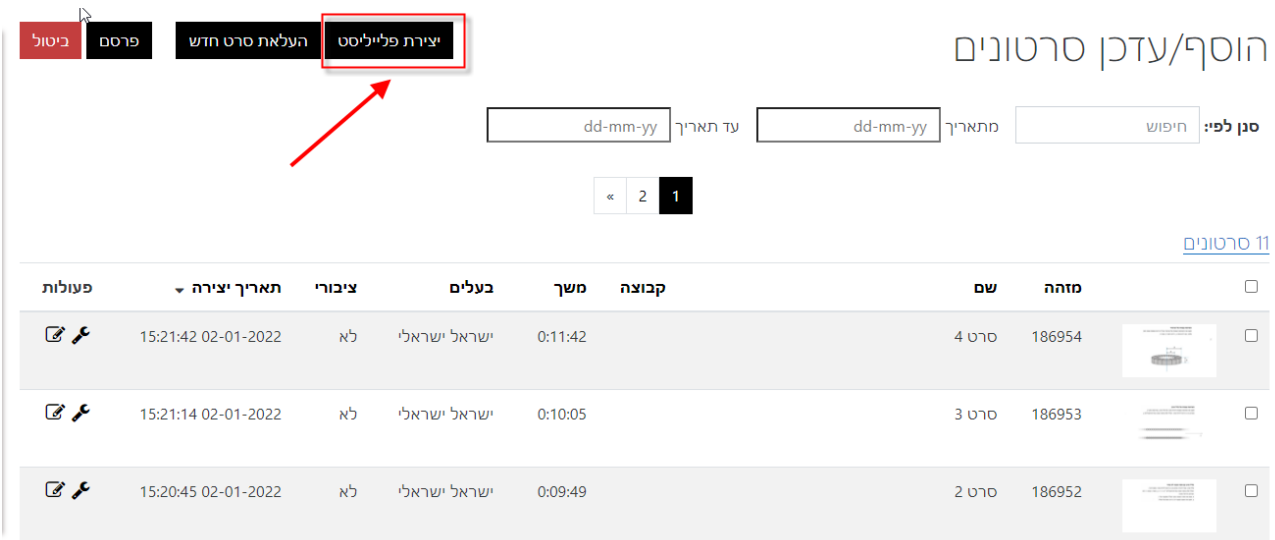 הוסף/עדכן סרטונים
יצירת פלייליסט העלאת סרט חדש פרסם ביטול
סנן לפי: חיפוש מתאריך dd-mm-yy עד תאריך dd-mm-yy
1 2 »
11 סרטונים
מזהה שם קבוצה משך בעלים ציבורי תאריך יצירה פעולות
186954 סרט 4 0:11:42 ישראל ישראלי לא 15:21:42 02-01-2022
186953 סרט 3 0:10:05 ישראל ישראלי לא 15:21:14 02-01-2022
186952 סרט 2 0:09:49 ישראל ישראלי לא 15:20:45 02-01-2022